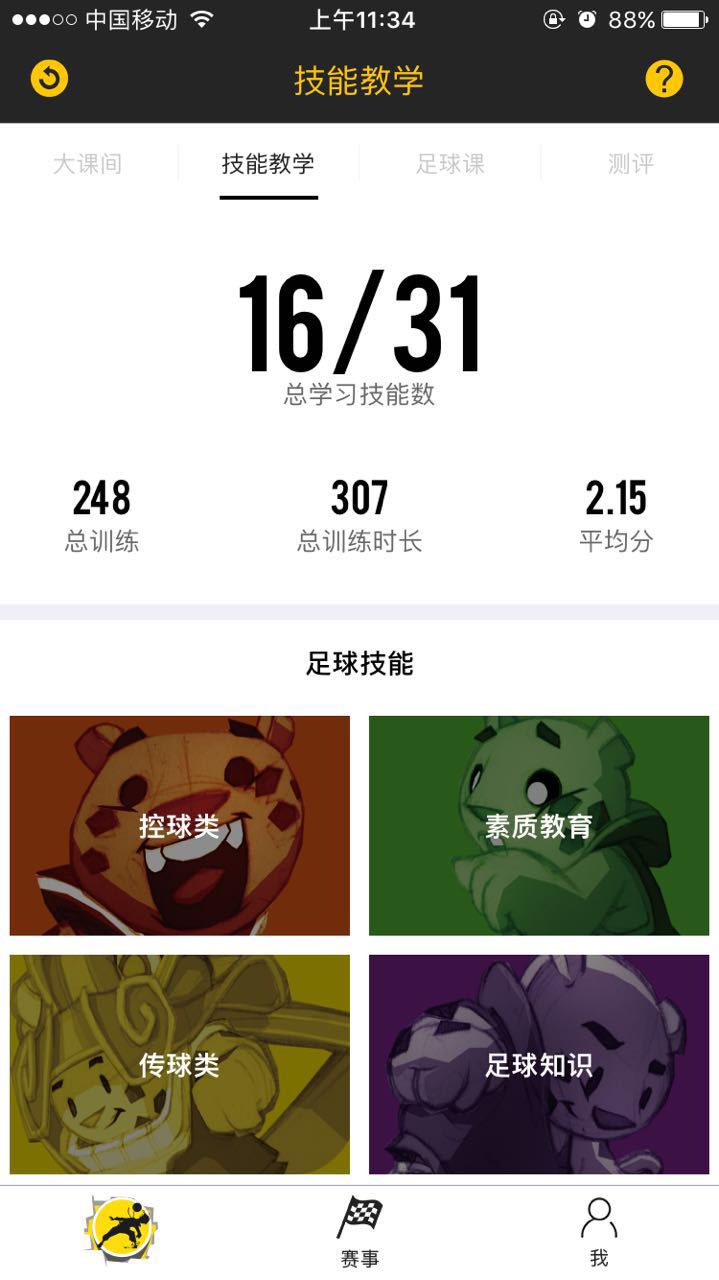 中国移动 上午11:34 88%
技能教学 ?
大课间 技能教学 足球课 测评
16/31
总学习技能数
248 307 2.15
总训练 总训练时长 平均分
足球技能
控球类 素质教育
传球类 足球知识
赛事 我